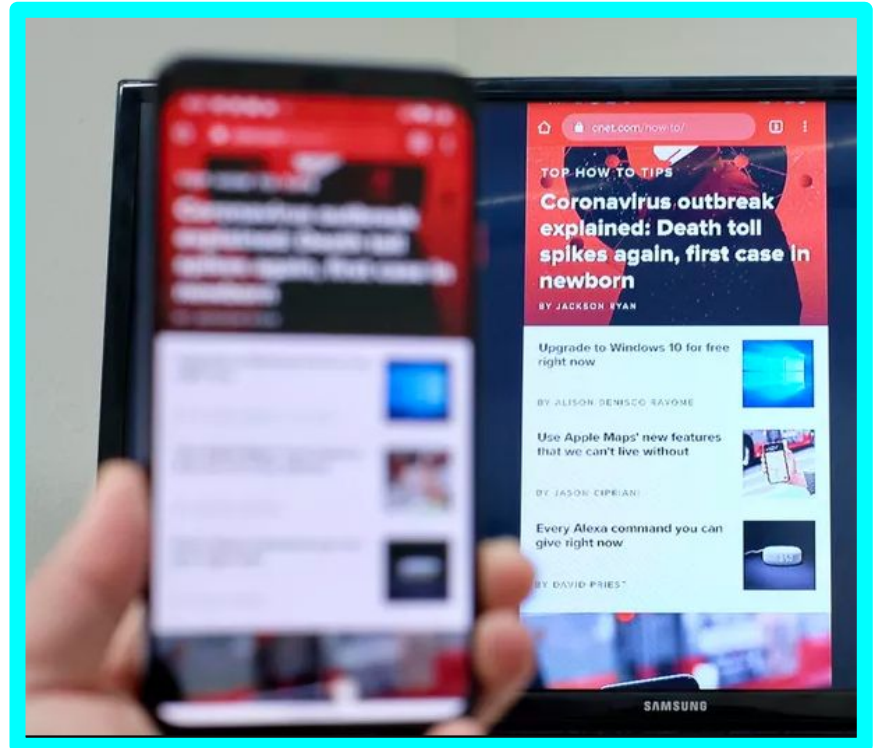 cnet.com/how-to/
TOP HOW TO TIPS
Coronavirus outbreak
explained: Death toll
spikes again, first case in
newborn
BY JACKSON RYAN
Upgrade to Windows 10 for free
right now
BY ALISON DENISCO RAYOME
Use Apple Maps' new features
that we can't live without
BY JASON CIPRIANI
Every Alexa command you can
give right now
BY DAVID PRIEST
SAMSUNG